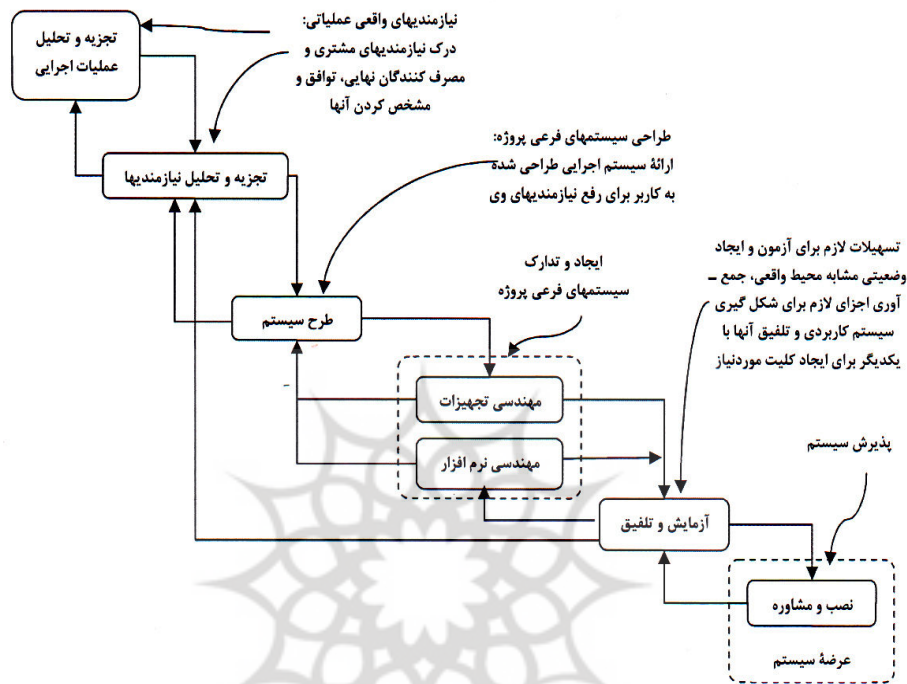 تجزیه و تحلیل
عملیات اجرایی
نیازمندیهای واقعی عملیاتی:
درک نیازمندیهای مشتری و
مصرف کنندگان نهایی، توافق و
مشخص کردن آنها
تجزیه و تحلیل نیازمندیها
طراحی سیستمهای فرعی پروژه:
ارائۀ سیستم اجرایی طراحی شده
به کاربر برای رفع نیازمندیهای وی
طرح سیستم
ایجاد و تدارک
سیستمهای فرعی پروژه
تسهیلات لازم برای آزمون و ایجاد
وضعیتی مشابه محیط واقعی، جمع ـ
آوری اجزای لازم برای شکل گیری
سیستم کاربردی و تلفیق آنها با
یکدیگر برای ایجاد کلیت موردنیاز
مهندسی تجهیزات
مهندسی نرم افزار
پذیرش سیستم
آزمایش و تلفیق
نصب و مشاوره
عرضۀ سیستم